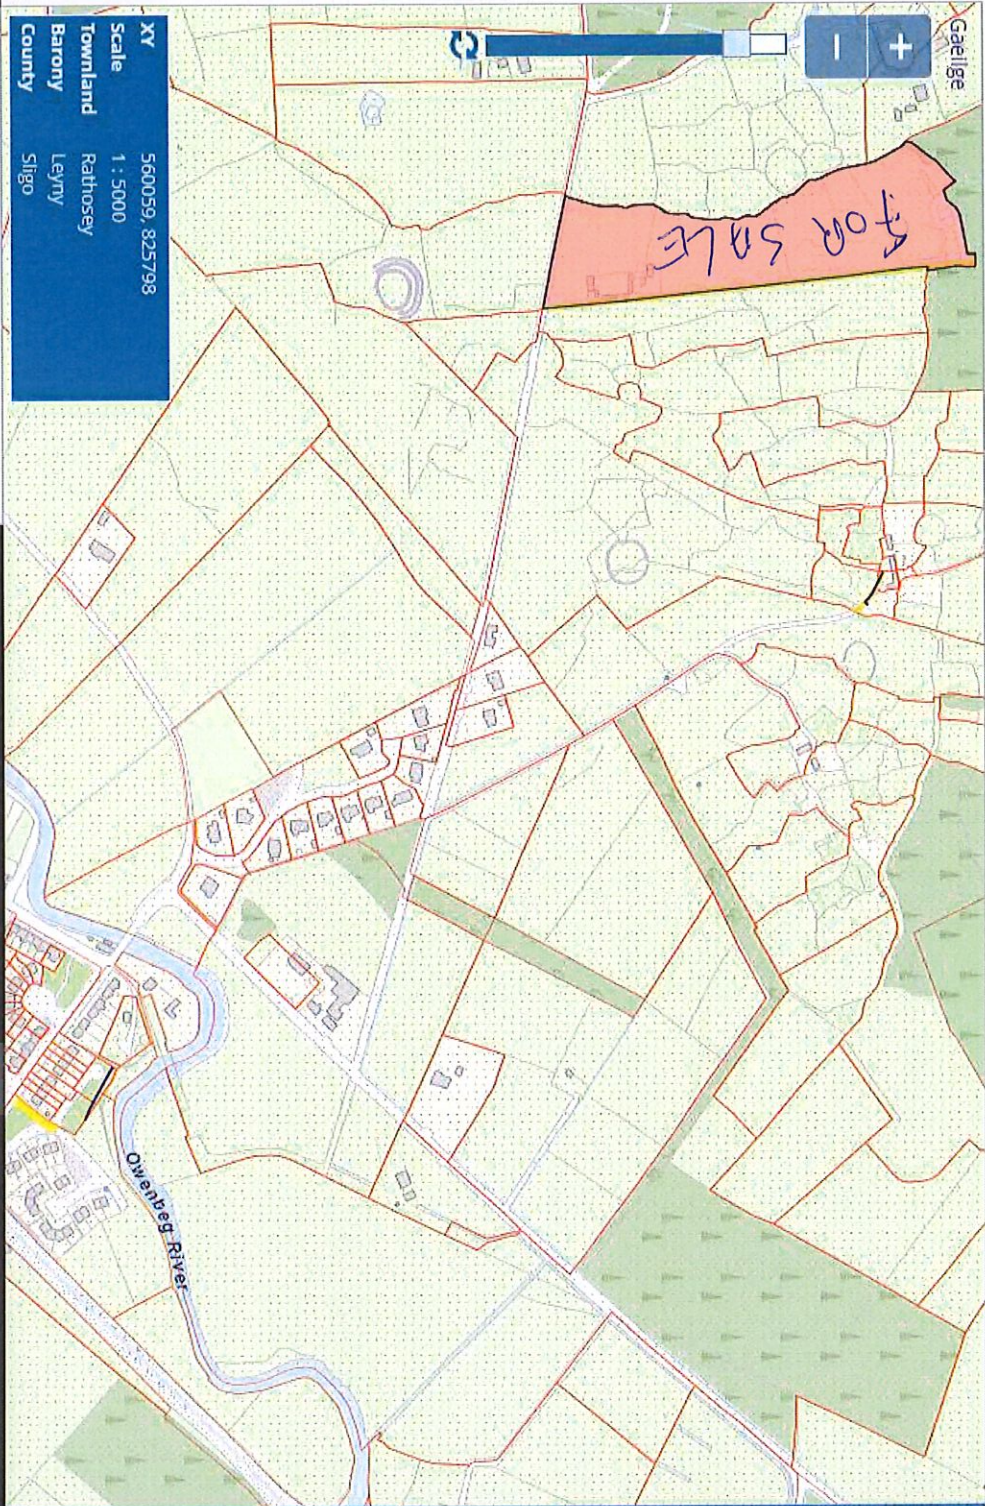 Gaeilge
+
−
FOR SALE
XY 560059, 825798
Scale 1 : 5000
Townland Rathosey
Barony Leyny
County Sligo
Owenbeg River